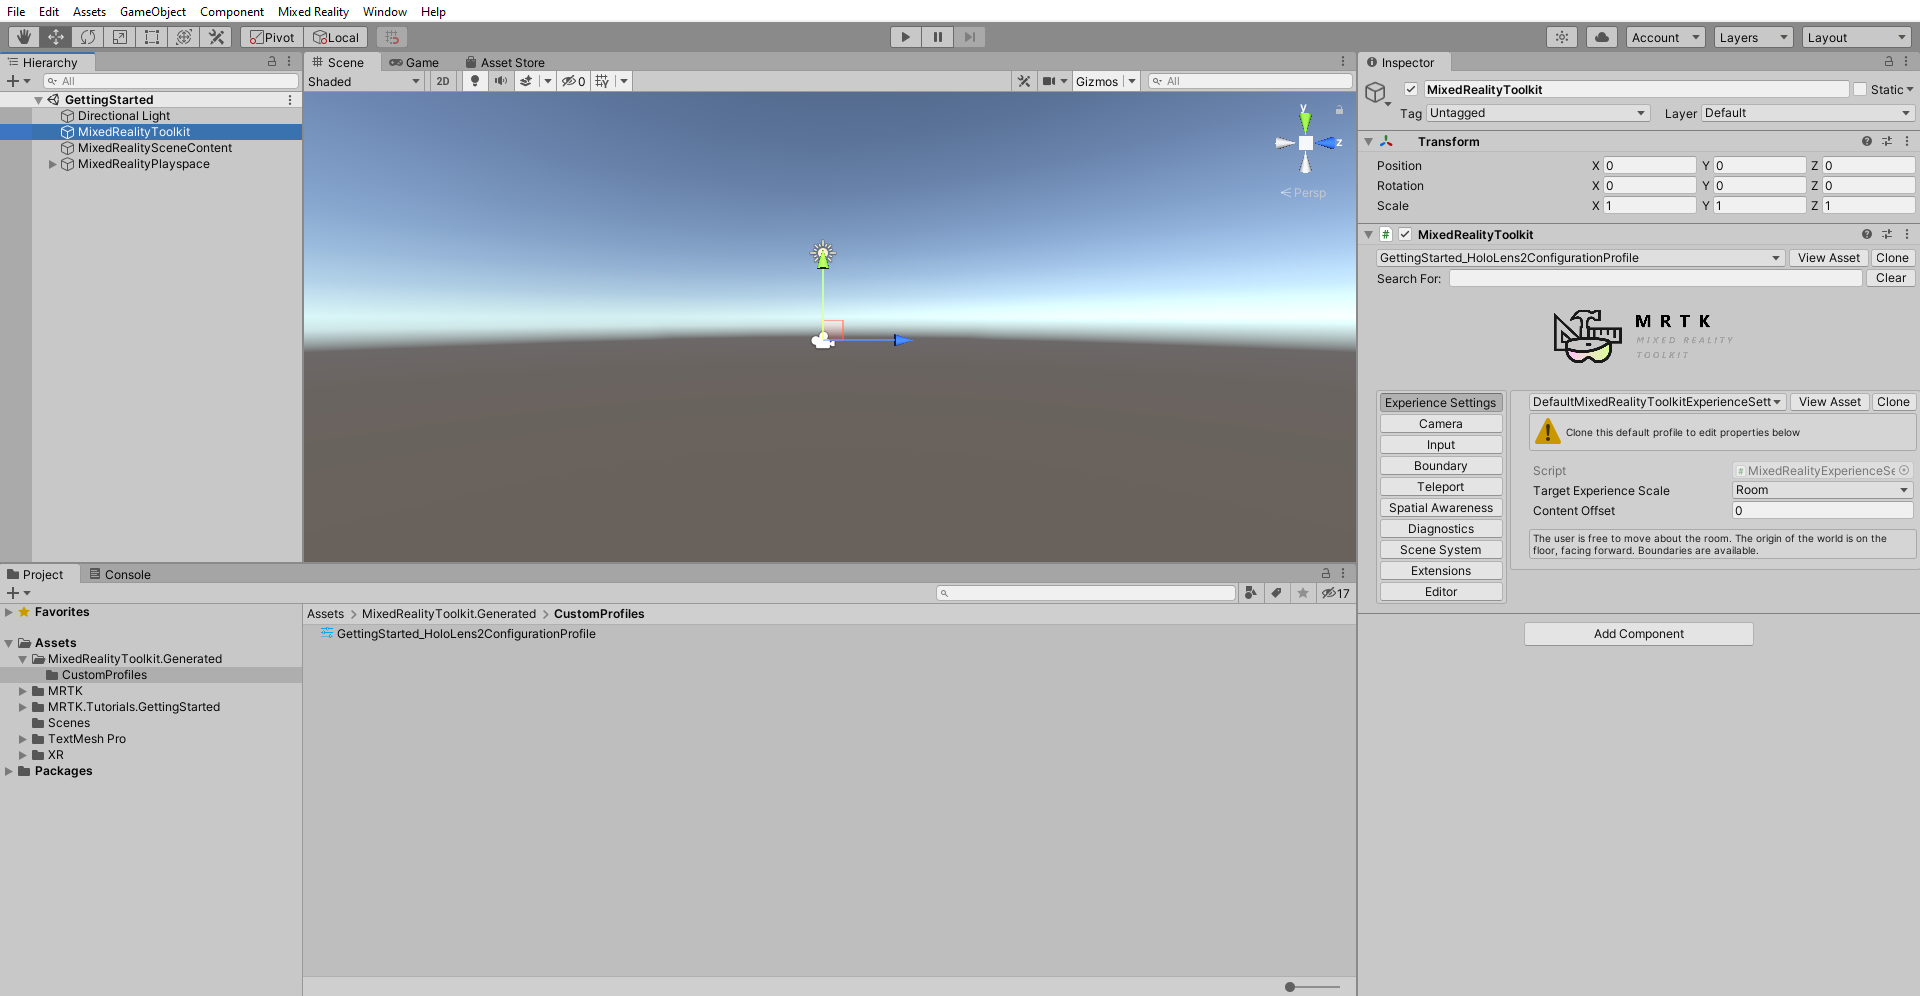 File Edit Assets GameObject Component Mixed Reality Window Help
Pivot Local Account Layers Layout
Hierarchy
All
GettingStarted
Directional Light
MixedRealityToolkit
MixedRealitySceneContent
MixedRealityPlayspace
Scene Game Asset Store
Shaded 2D 0 Gizmos All
y
z
Persp
Inspector
MixedRealityToolkit Static
Tag Untagged Layer Default
Transform
Position X 0 Y 0 Z 0
Rotation X 0 Y 0 Z 0
Scale X 1 Y 1 Z 1
# MixedRealityToolkit
GettingStarted_HoloLens2ConfigurationProfile View Asset Clone
Search For: Clear
MRTK
MIXED REALITY
TOOLKIT
Experience Settings
Camera
Input
Boundary
Teleport
Spatial Awareness
Diagnostics
Scene System
Extensions
Editor
DefaultMixedRealityToolkitExperienceSett View Asset Clone
Clone this default profile to edit properties below
Script # MixedRealityExperienceSe
Target Experience Scale Room
Content Offset 0
The user is free to move about the room. The origin of the world is on the
floor, facing forward. Boundaries are available.
Add Component
Project Console
17
Favorites
Assets
MixedRealityToolkit.Generated
CustomProfiles
MRTK
MRTK.Tutorials.GettingStarted
Scenes
TextMesh Pro
XR
Packages
Assets > MixedRealityToolkit.Generated > CustomProfiles
GettingStarted_HoloLens2ConfigurationProfile